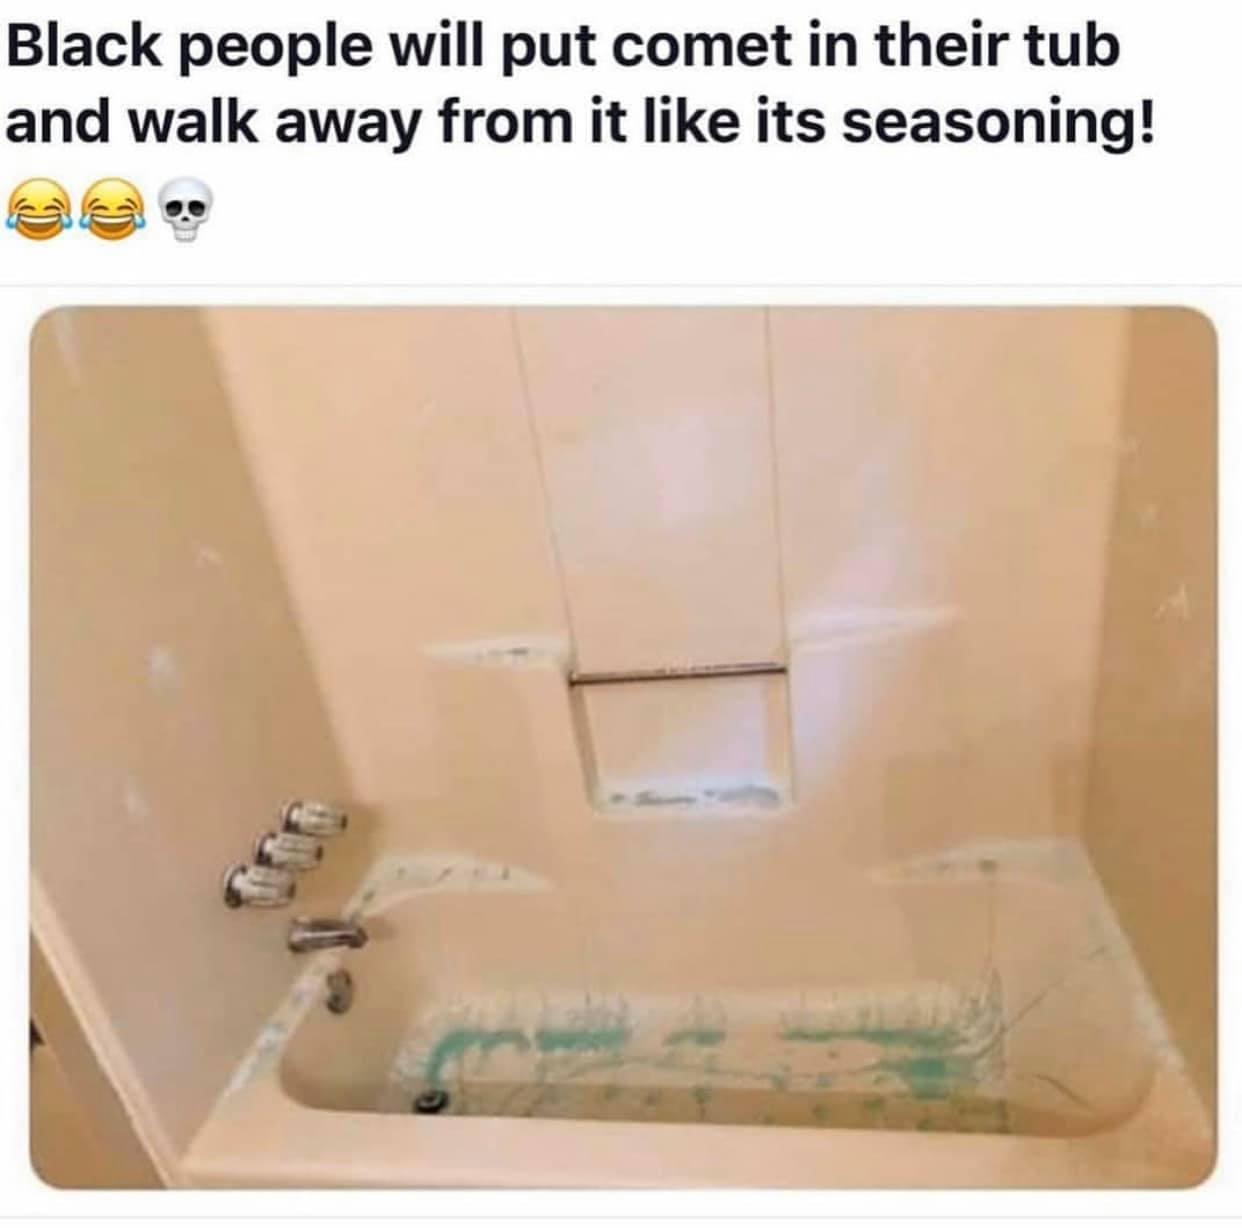 Black people will put comet in their tub
and walk away from it like its seasoning!
😂😂💀